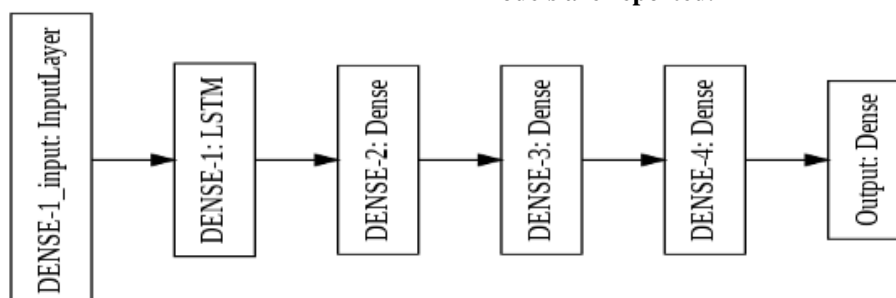 DENSE-1_input: InputLayer
DENSE-1: LSTM
DENSE-2: Dense
DENSE-3: Dense
DENSE-4: Dense
Output: Dense